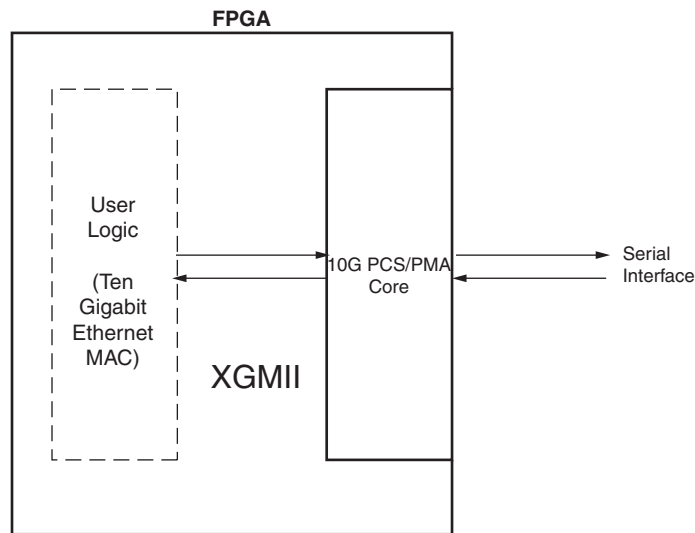 FPGA
User
Logic
(Ten
Gigabit
Ethernet
MAC)
XGMII
10G PCS/PMA
Core
Serial
Interface